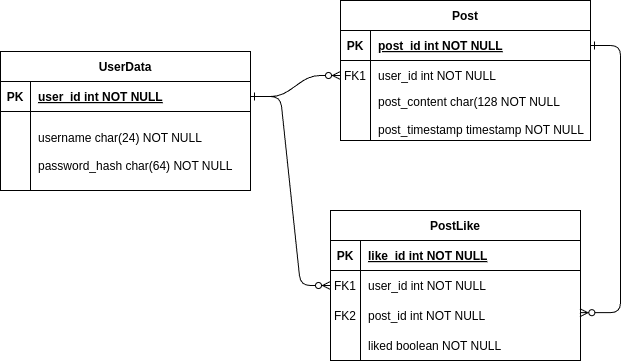 UserData
PK user_id int NOT NULL
username char(24) NOT NULL
password_hash char(64) NOT NULL
Post
PK post_id int NOT NULL
FK1 user_id int NOT NULL
post_content char(128 NOT NULL
post_timestamp timestamp NOT NULL
PostLike
PK like_id int NOT NULL
FK1 user_id int NOT NULL
FK2 post_id int NOT NULL
liked boolean NOT NULL